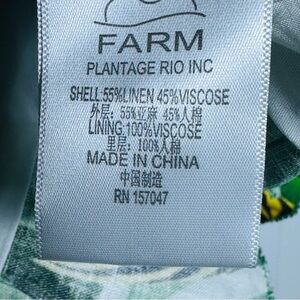 FARM
PLANTAGE RIO INC
SHELL:55%LINEN 45%VISCOSE
外层: 55%亚麻 45%人棉
LINING:100%VISCOSE
里层: 100%人棉
MADE IN CHINA
中国制造
RN 157047